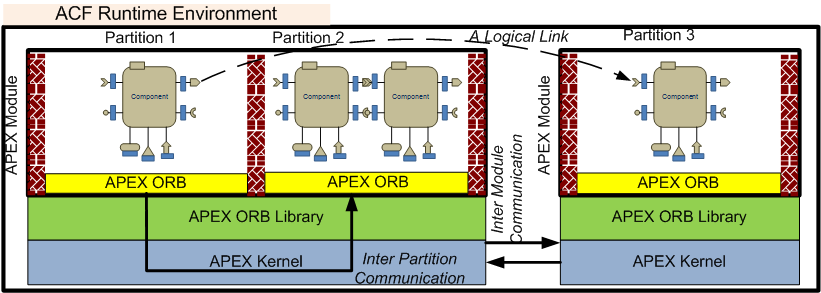 ACF Runtime Environment
Partition 1
Partition 2
A Logical Link
Partition 3
APEX Module
Component
Component
Component
APEX Module
Component
Inter Module
Communication
APEX ORB
APEX ORB
APEX ORB
APEX ORB Library
APEX ORB Library
APEX Kernel
Inter Partition
Communication
APEX Kernel